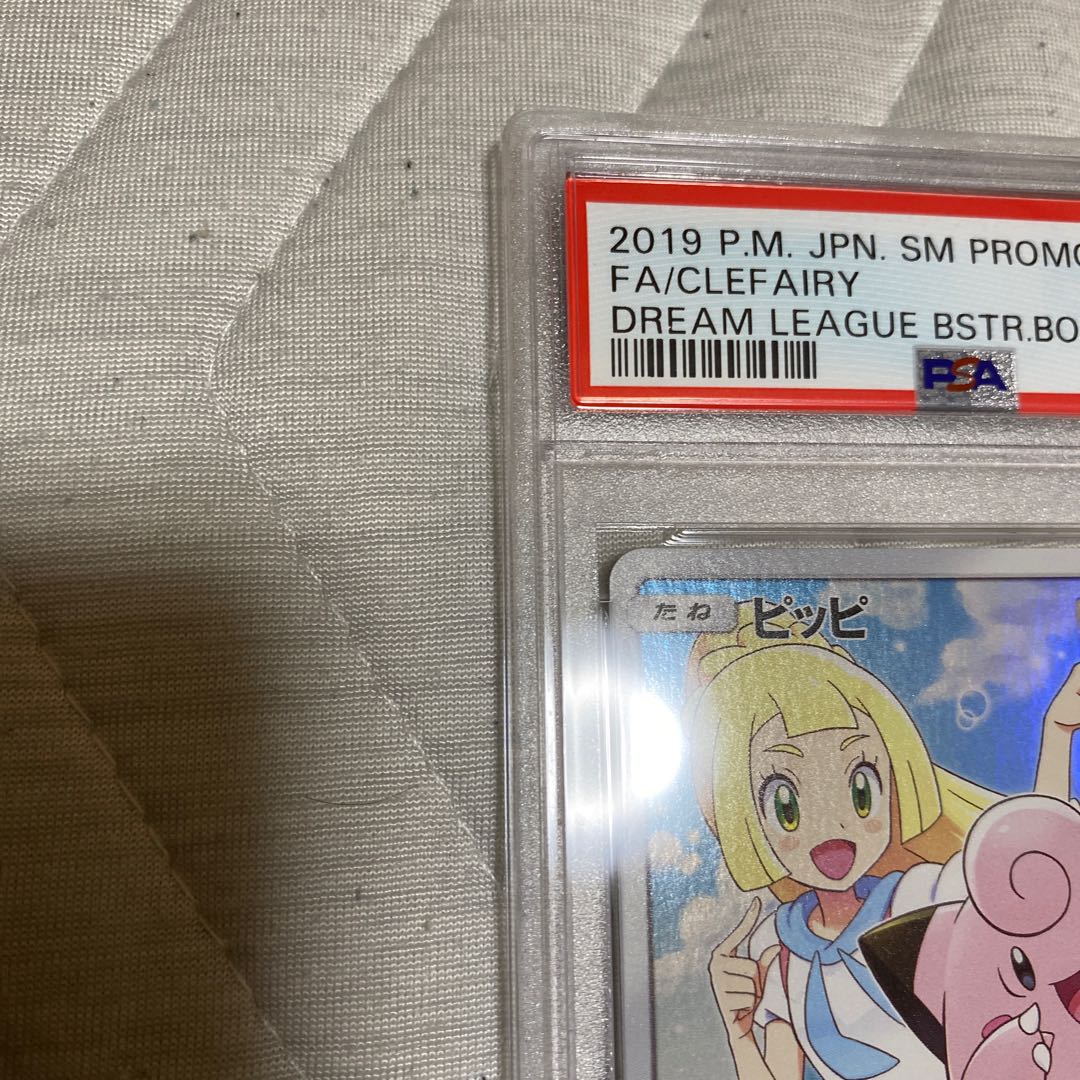 2019 P.M. JPN. SM PROMO
FA/CLEFAIRY
DREAM LEAGUE BSTR.BO
PSA
たね ピッピ